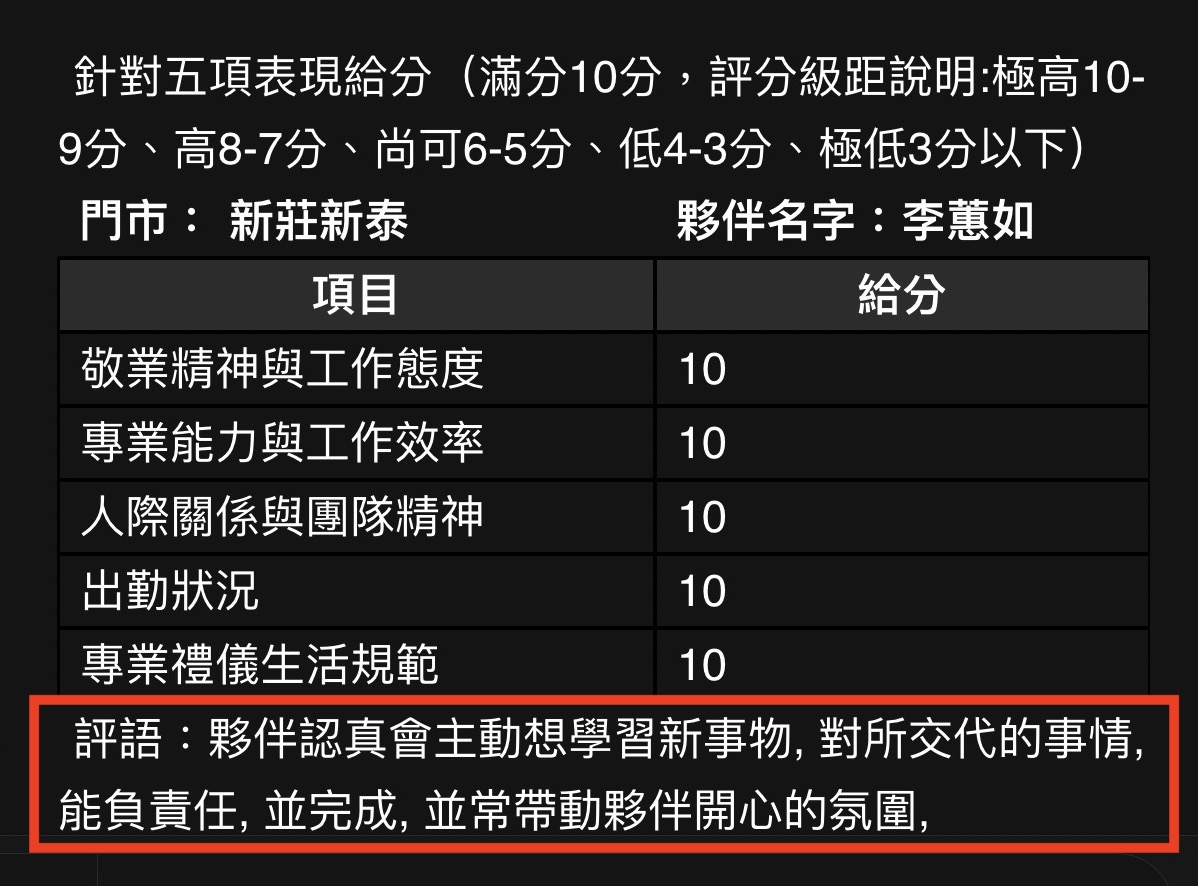 針對五項表現給分（滿分10分，評分級距說明:極高10-
9分、高8-7分、尚可6-5分、低4-3分、極低3分以下）
門市： 新莊新泰 夥伴名字：李蕙如
項目 給分
敬業精神與工作態度 10
專業能力與工作效率 10
人際關係與團隊精神 10
出勤狀況 10
專業禮儀生活規範 10
評語：夥伴認真會主動想學習新事物, 對所交代的事情,
能負責任, 並完成, 並常帶動夥伴開心的氛圍,